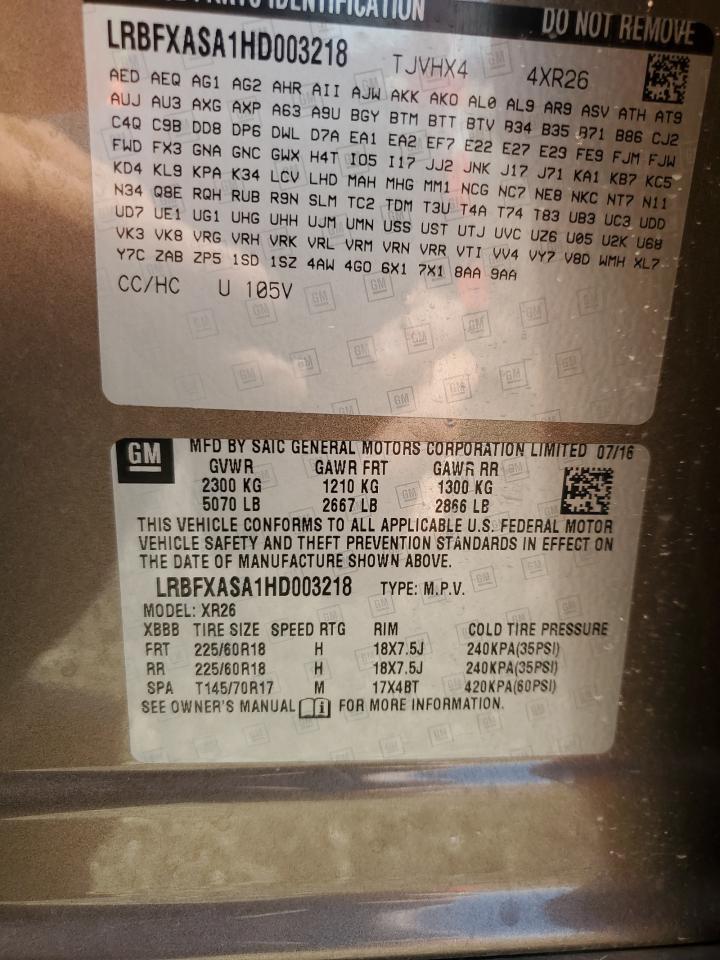 PARTS IDENTIFICATION DO NOT REMOVE
LRBFXASA1HD003218 TJVHX4 4XR26
AED AEQ AG1 AG2 AHR AII AJW AKK AKO AL0 AL9 AR9 ASV ATH AT9
AUJ AU3 AXG AXP A63 A9U BGY BTM BTT BTV B34 B35 B71 B86 CJ2
C4Q C9B DD8 DP6 DWL D7A EA1 EA2 EF7 E22 E27 E29 FE9 FJM FJW
FWD FX3 GNA GNC GWX H4T IO5 I17 JJ2 JNK J17 J71 KA1 KB7 KC5
KD4 KL9 KPA K34 LCV LHD MAH MHG MM1 NCG NC7 NE8 NKC NT7 N11
N34 Q8E RQH RUB R9N SLM TC2 TDM T3U T4A T74 T83 UB3 UC3 UDD
UD7 UE1 UG1 UHG UHH UJM UMN USS UST UTJ UVC UZ6 U05 U2K U68
VK3 VK8 VRG VRH VRK VRL VRM VRN VRR VTI VV4 VY7 V8D WMH XL7
Y7C ZAB ZP5 1SD 1SZ 4AW 4GO 6X1 7X1 8AA 9AA
CC/HC U 105V
GM MFD BY SAIC GENERAL MOTORS CORPORATION LIMITED 07/16
GVWR GAWR FRT GAWR RR
2300 KG 1210 KG 1300 KG
5070 LB 2667 LB 2866 LB
THIS VEHICLE CONFORMS TO ALL APPLICABLE U.S. FEDERAL MOTOR
VEHICLE SAFETY AND THEFT PREVENTION STANDARDS IN EFFECT ON
THE DATE OF MANUFACTURE SHOWN ABOVE.
LRBFXASA1HD003218 TYPE: M.P.V.
MODEL: XR26
XBBB TIRE SIZE SPEED RTG RIM COLD TIRE PRESSURE
FRT 225/60R18 H 18X7.5J 240KPA(35PSI)
RR 225/60R18 H 18X7.5J 240KPA(35PSI)
SPA T145/70R17 M 17X4BT 420KPA(60PSI)
SEE OWNER'S MANUAL FOR MORE INFORMATION.